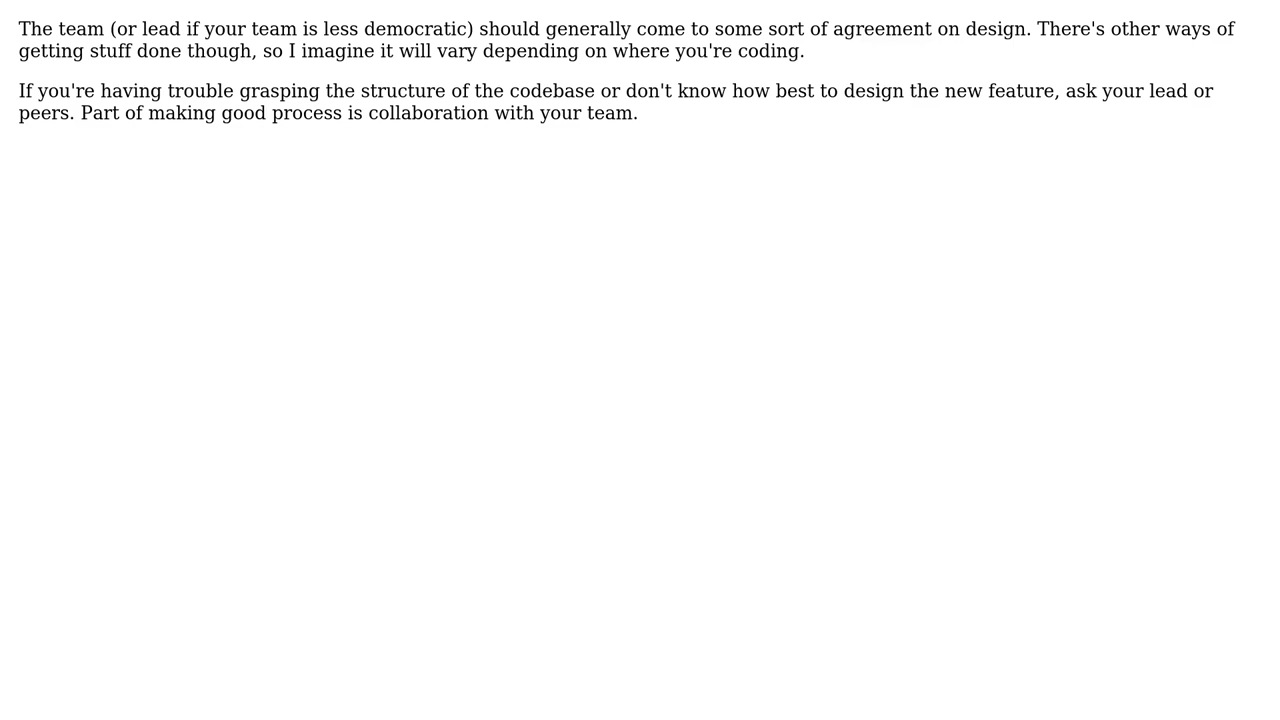 The team (or lead if your team is less democratic) should generally come to some sort of agreement on design. There's other ways of
getting stuff done though, so I imagine it will vary depending on where you're coding.
If you're having trouble grasping the structure of the codebase or don't know how best to design the new feature, ask your lead or
peers. Part of making good process is collaboration with your team.